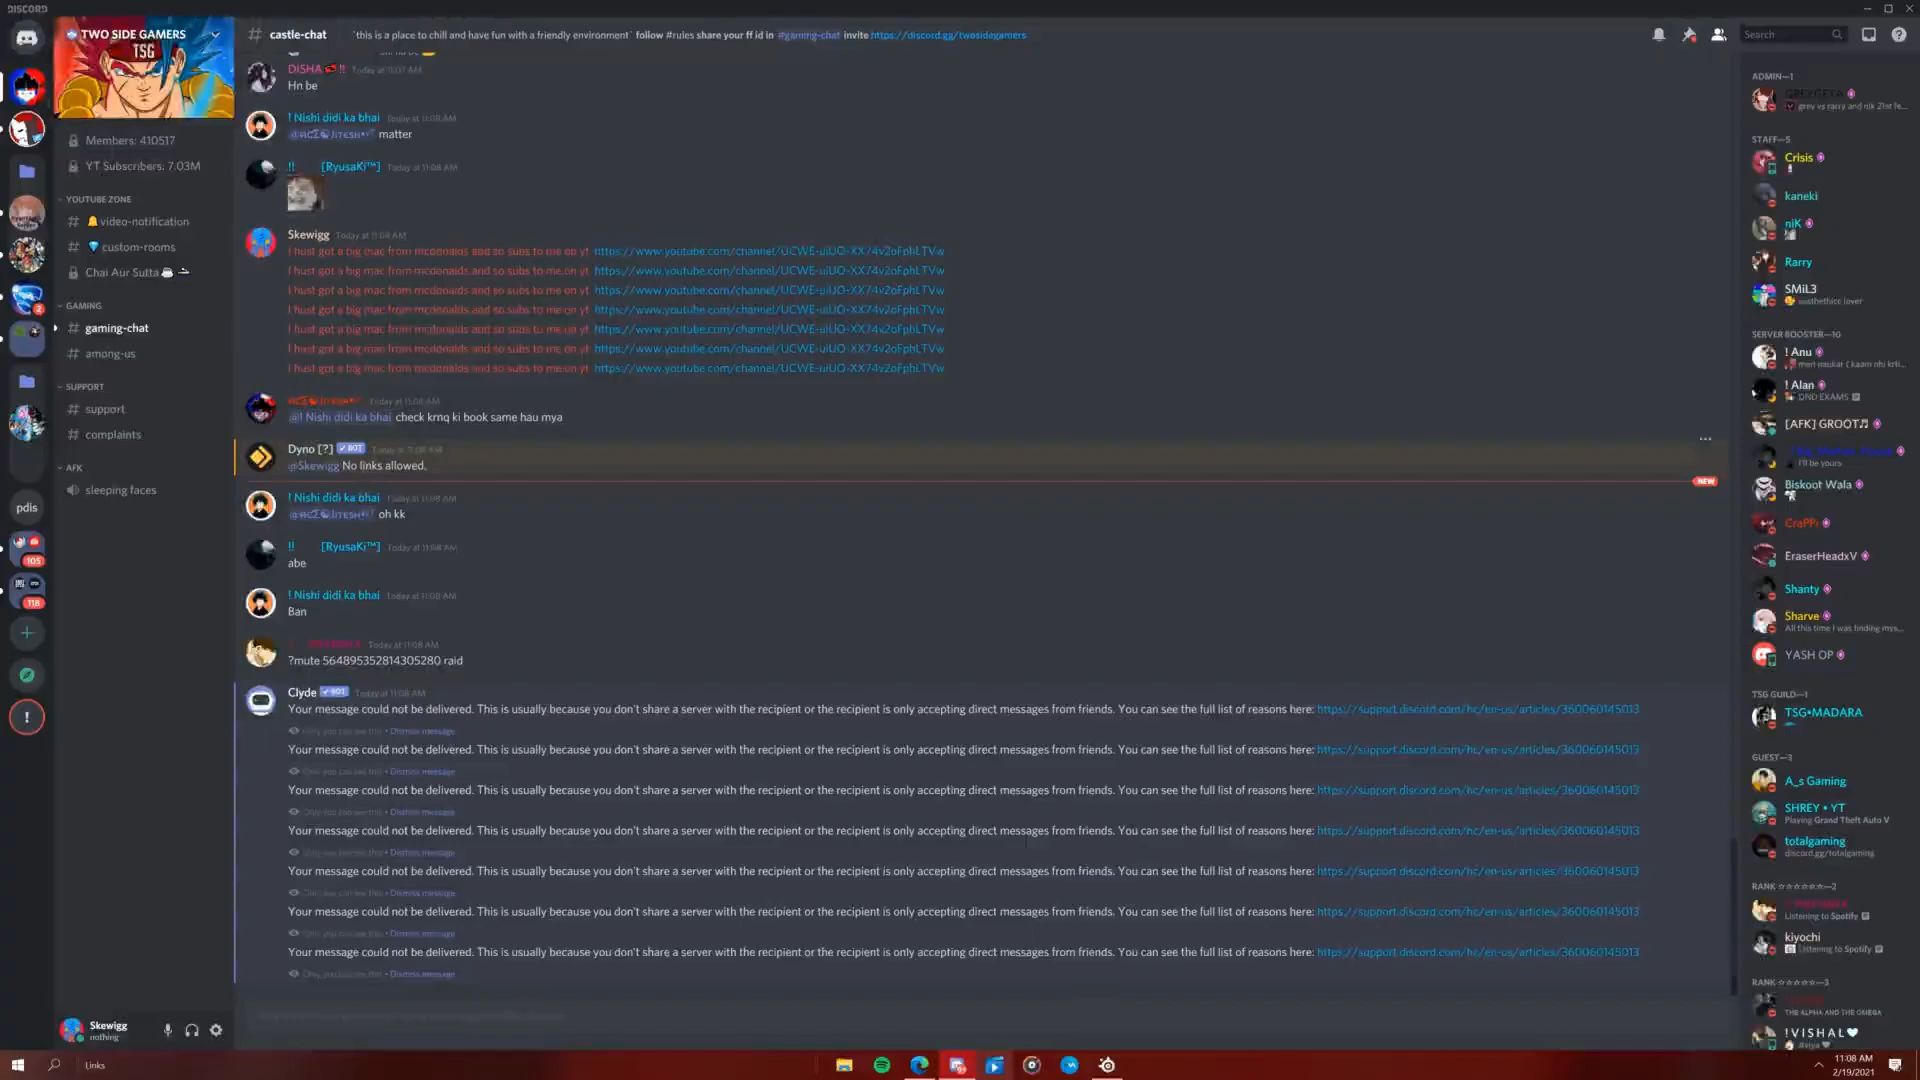 DISCORD
TWO SIDE GAMERS
TSG
Members: 410517
YT Subscribers: 7.03M
YOUTUBE ZONE
# 🔔video-notification
# 💎custom-rooms
Chai Aur Sutta
GAMING
# gaming-chat
# among-us
SUPPORT
# support
# complaints
AFK
sleeping faces
2
pdis
105
118
!
Skewigg
nothing
# castle-chat
`this is a place to chill and have fun with a friendly environment` follow #rules share your ff id in #gaming-chat invite https://discord.gg/twosidegamers
Search
DISHA !! Today at 11:07 AM
Hn be
! Nishi didi ka bhai Today at 11:08 AM
matter
!! [RyusaKi™] Today at 11:08 AM
Skewigg Today at 11:08 AM
I hust got a big mac from mcdonalds and so subs to me on yt https://www.youtube.com/channel/UCWE-uiUO-XX74v2oFphLTVw
I hust got a big mac from mcdonalds and so subs to me on yt https://www.youtube.com/channel/UCWE-uiUO-XX74v2oFphLTVw
I hust got a big mac from mcdonalds and so subs to me on yt https://www.youtube.com/channel/UCWE-uiUO-XX74v2oFphLTVw
I hust got a big mac from mcdonalds and so subs to me on yt https://www.youtube.com/channel/UCWE-uiUO-XX74v2oFphLTVw
I hust got a big mac from mcdonalds and so subs to me on yt https://www.youtube.com/channel/UCWE-uiUO-XX74v2oFphLTVw
I hust got a big mac from mcdonalds and so subs to me on yt https://www.youtube.com/channel/UCWE-uiUO-XX74v2oFphLTVw
I hust got a big mac from mcdonalds and so subs to me on yt https://www.youtube.com/channel/UCWE-uiUO-XX74v2oFphLTVw
Today at 11:08 AM
@! Nishi didi ka bhai check krnq ki book same hau mya
Dyno [?] ✓ BOT Today at 11:08 AM
@Skewigg No links allowed.
NEW
! Nishi didi ka bhai Today at 11:08 AM
oh kk
!! [RyusaKi™] Today at 11:08 AM
abe
! Nishi didi ka bhai Today at 11:08 AM
Ban
Today at 11:08 AM
?mute 564895352814305280 raid
Clyde ✓ BOT Today at 11:08 AM
Your message could not be delivered. This is usually because you don't share a server with the recipient or the recipient is only accepting direct messages from friends. You can see the full list of reasons here: https://support.discord.com/hc/en-us/articles/360060145013
Only you can see this • Dismiss message
Your message could not be delivered. This is usually because you don't share a server with the recipient or the recipient is only accepting direct messages from friends. You can see the full list of reasons here: https://support.discord.com/hc/en-us/articles/360060145013
Only you can see this • Dismiss message
Your message could not be delivered. This is usually because you don't share a server with the recipient or the recipient is only accepting direct messages from friends. You can see the full list of reasons here: https://support.discord.com/hc/en-us/articles/360060145013
Only you can see this • Dismiss message
Your message could not be delivered. This is usually because you don't share a server with the recipient or the recipient is only accepting direct messages from friends. You can see the full list of reasons here: https://support.discord.com/hc/en-us/articles/360060145013
Only you can see this • Dismiss message
Your message could not be delivered. This is usually because you don't share a server with the recipient or the recipient is only accepting direct messages from friends. You can see the full list of reasons here: https://support.discord.com/hc/en-us/articles/360060145013
Only you can see this • Dismiss message
Your message could not be delivered. This is usually because you don't share a server with the recipient or the recipient is only accepting direct messages from friends. You can see the full list of reasons here: https://support.discord.com/hc/en-us/articles/360060145013
Only you can see this • Dismiss message
Your message could not be delivered. This is usually because you don't share a server with the recipient or the recipient is only accepting direct messages from friends. You can see the full list of reasons here: https://support.discord.com/hc/en-us/articles/360060145013
Only you can see this • Dismiss message
ADMIN—1
grey vs rarry and nik 21st fe...
STAFF—5
Crisis
kaneki
niK
Rarry
SMiL3
aesthethics lover
SERVER BOOSTER—10
! Anu
meri naukar ( kaam nhi krti...
! Alan
DND EXAMS
[AFK] GROOT♬
I'll be yours
Biskoot Wala
CraPPi
EraserHeadxV
Shanty
Sharve
All this time I was finding mys...
YASH OP
TSG GUILD—1
TSG•MADARA
GUEST—3
A_s Gaming
SHREY • YT
Playing Grand Theft Auto V
totalgaming
discord.gg/totalgaming
RANK ☆☆☆☆☆☆—2
Listening to Spotify
kiyochi
Listening to Spotify
RANK ☆☆☆☆☆—3
THE ALPHA AND THE OMEGA
! V I S H A L
#viya
Links
11:08 AM
2/19/2021